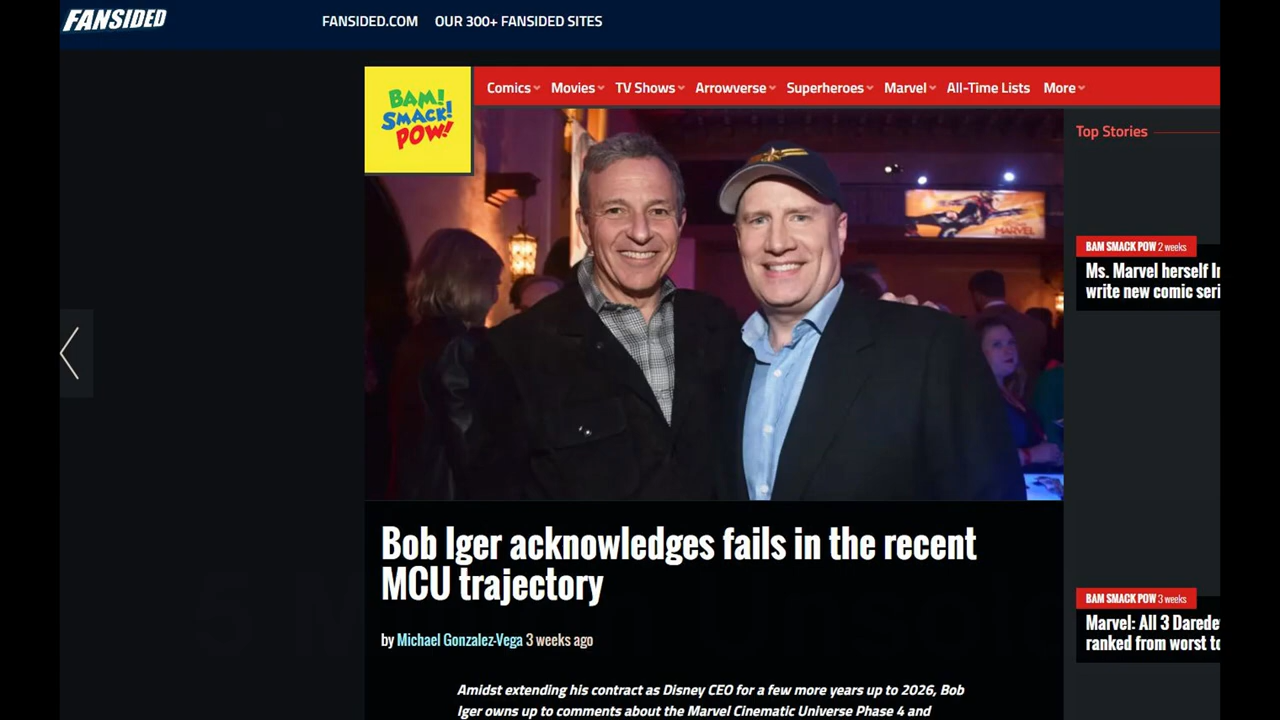 FANSIDED
FANSIDED.COM OUR 300+ FANSIDED SITES
BAM!
SMACK!
POW!
Comics Movies TV Shows Arrowverse Superheroes Marvel All-Time Lists More
Top Stories
MARVEL
BAM SMACK POW 2 weeks
Ms. Marvel herself
write new comic
BAM SMACK POW 3 weeks
Marvel: All 3
ranked from worst
Bob Iger acknowledges fails in the recent
MCU trajectory
by Michael Gonzalez-Vega 3 weeks ago
Amidst extending his contract as Disney CEO for a few more years up to 2026, Bob
Iger owns up to comments about the Marvel Cinematic Universe Phase 4 and